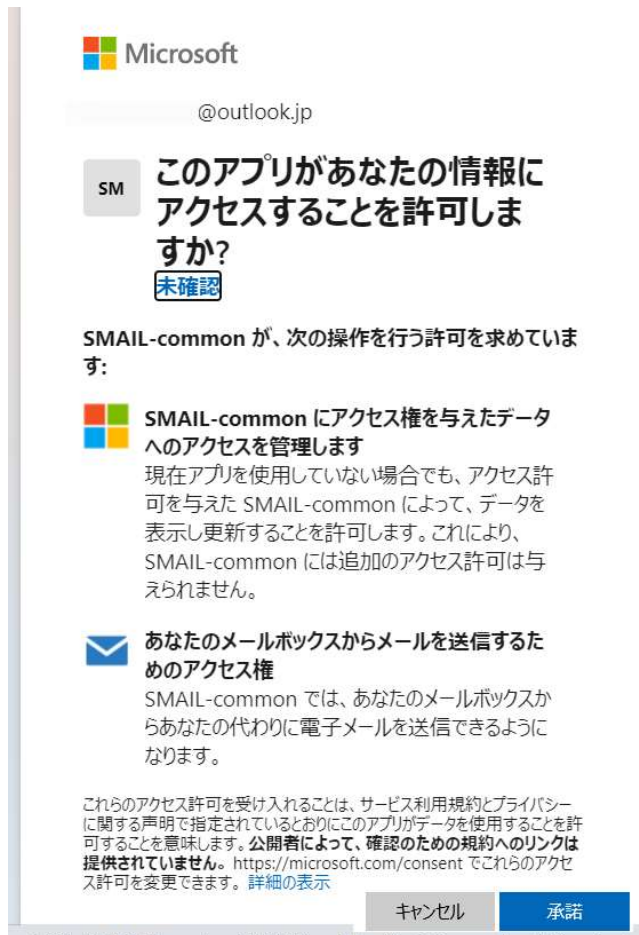 Microsoft
@outlook.jp
SM
このアプリがあなたの情報に
アクセスすることを許可しま
すか?
未確認
SMAIL-common が、次の操作を行う許可を求めていま
す:
SMAIL-common にアクセス権を与えたデータ
へのアクセスを管理します
現在アプリを使用していない場合でも、アクセス許
可を与えた SMAIL-common によって、データを
表示し更新することを許可します。これにより、
SMAIL-common には追加のアクセス許可は与
えられません。
あなたのメールボックスからメールを送信するた
めのアクセス権
SMAIL-common では、あなたのメールボックスか
らあなたの代わりに電子メールを送信できるように
なります。
これらのアクセス許可を受け入れることは、サービス利用規約とプライバシー
に関する声明で指定されているとおりにこのアプリがデータを使用することを許
可することを意味します。公開者によって、確認のための規約へのリンクは
提供されていません。https://microsoft.com/consent でこれらのアクセ
ス許可を変更できます。詳細の表示
キャンセル
承諾